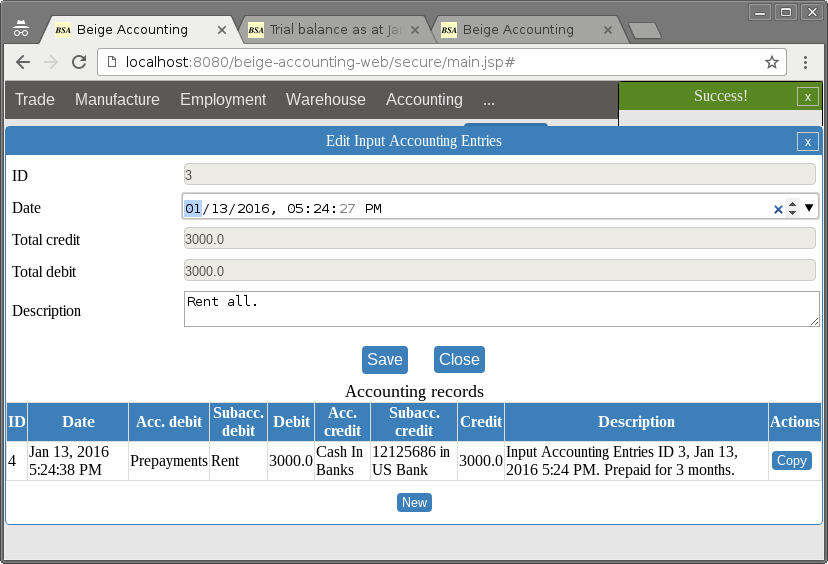 BSA Beige Accounting
BSA Trial balance as at Jan
BSA Beige Accounting
localhost:8080/beige-accounting-web/secure/main.jsp#
Trade Manufacture Employment Warehouse Accounting ...
Success! x
Edit Input Accounting Entries x
ID 3
Date 01/13/2016, 05:24:27 PM
Total credit 3000.0
Total debit 3000.0
Description Rent all.
Save Close
Accounting records
ID Date Acc. debit Subacc. debit Debit Acc. credit Subacc. credit Credit Description Actions
4 Jan 13, 2016 5:24:38 PM Prepayments Rent 3000.0 Cash In Banks 12125686 in US Bank 3000.0 Input Accounting Entries ID 3, Jan 13, 2016 5:24 PM. Prepaid for 3 months. Copy
New